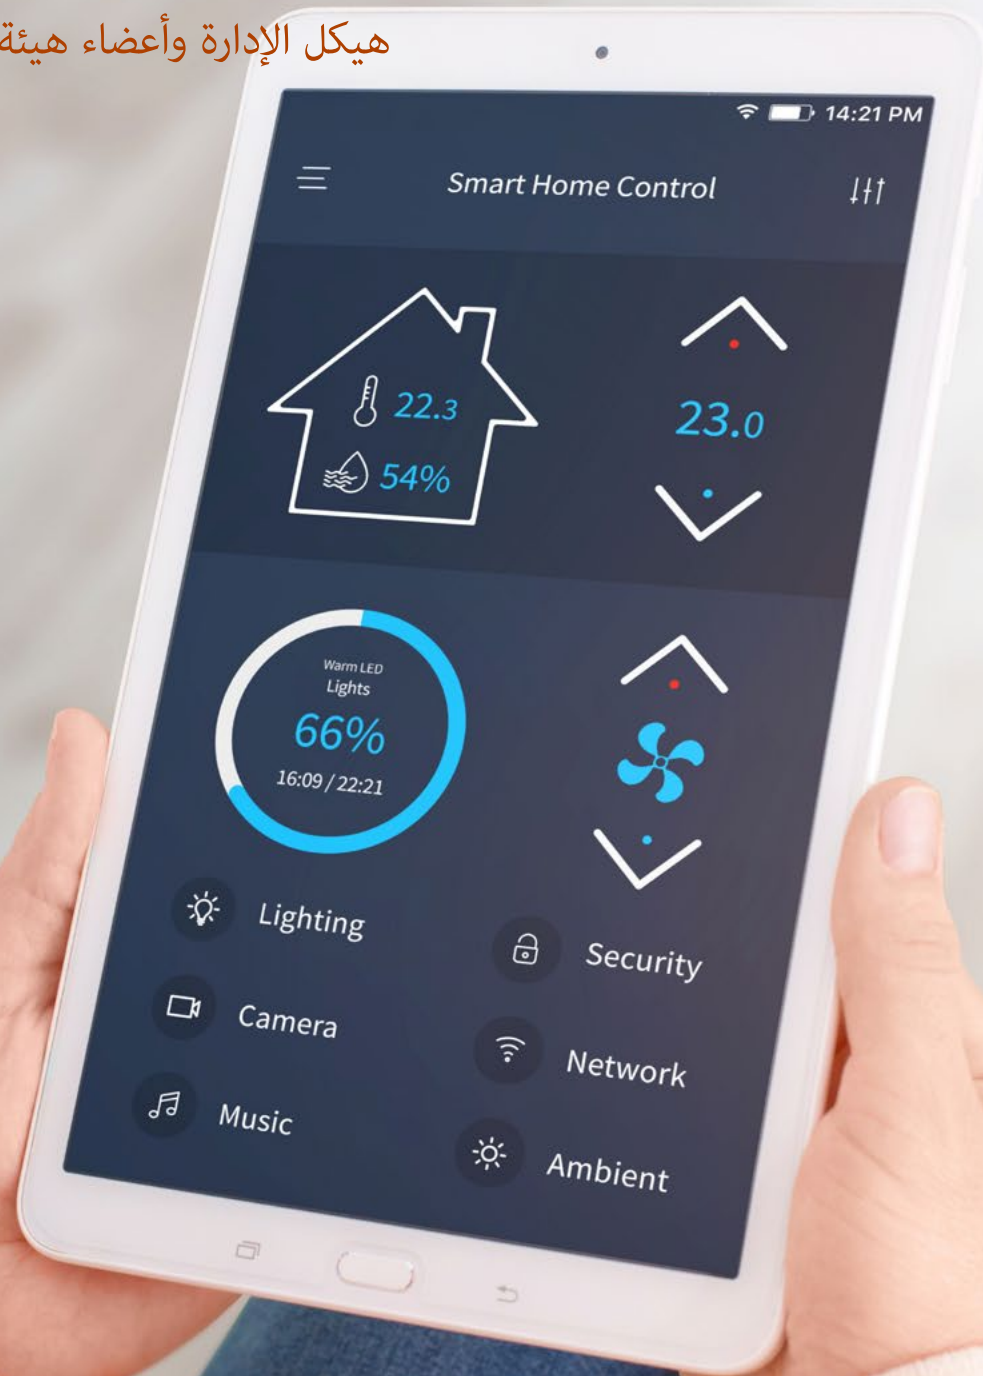 هيكل الإدارة وأعضاء هيئة
14:21 PM
Smart Home Control
22.3
54%
23.0
Warm LED
Lights
66%
16:09 / 22:21
Lighting
Security
Camera
Network
Music
Ambient